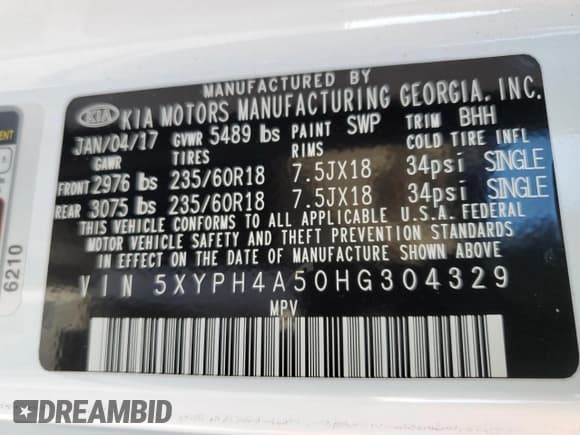 MANUFACTURED BY
KIA KIA MOTORS MANUFACTURING GEORGIA, INC.
JAN/04/17 GVWR 5489 lbs PAINT SWP TRIM BHH
GAWR TIRES RIMS COLD TIRE INFL
FRONT 2976 lbs 235/60R18 7.5JX18 34psi SINGLE
REAR 3075 lbs 235/60R18 7.5JX18 34psi SINGLE
THIS VEHICLE CONFORMS TO ALL APPLICABLE U.S.A. FEDERAL
MOTOR VEHICLE SAFETY AND THEFT PREVENTION STANDARDS
IN EFFECT ON THE DATE OF MANUFACTURE SHOWN ABOVE.
VIN 5XYPH4A50HG304329
MPV
6210
DREAMBID